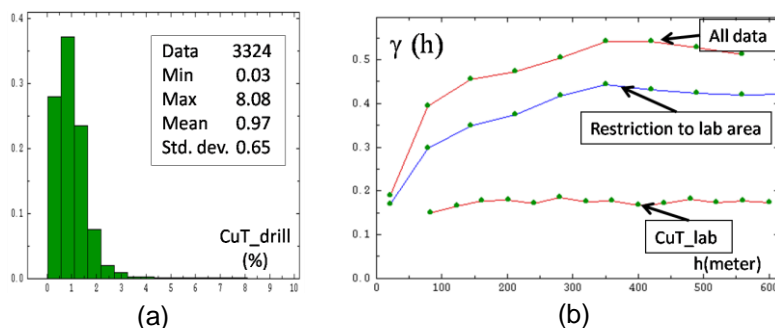 0.4
0.3
0.2
0.1
0.0
Data 3324
Min 0.03
Max 8.08
Mean 0.97
Std. dev. 0.65
CuT_drill
(%)
0 1 2 3 4 5 6 7 8 9 10
(a)
γ (h)
0.6
0.5
0.4
0.3
0.2
0.1
0.0
All data
Restriction to lab area
CuT_lab
h(meter)
0 100 200 300 400 500 600
(b)